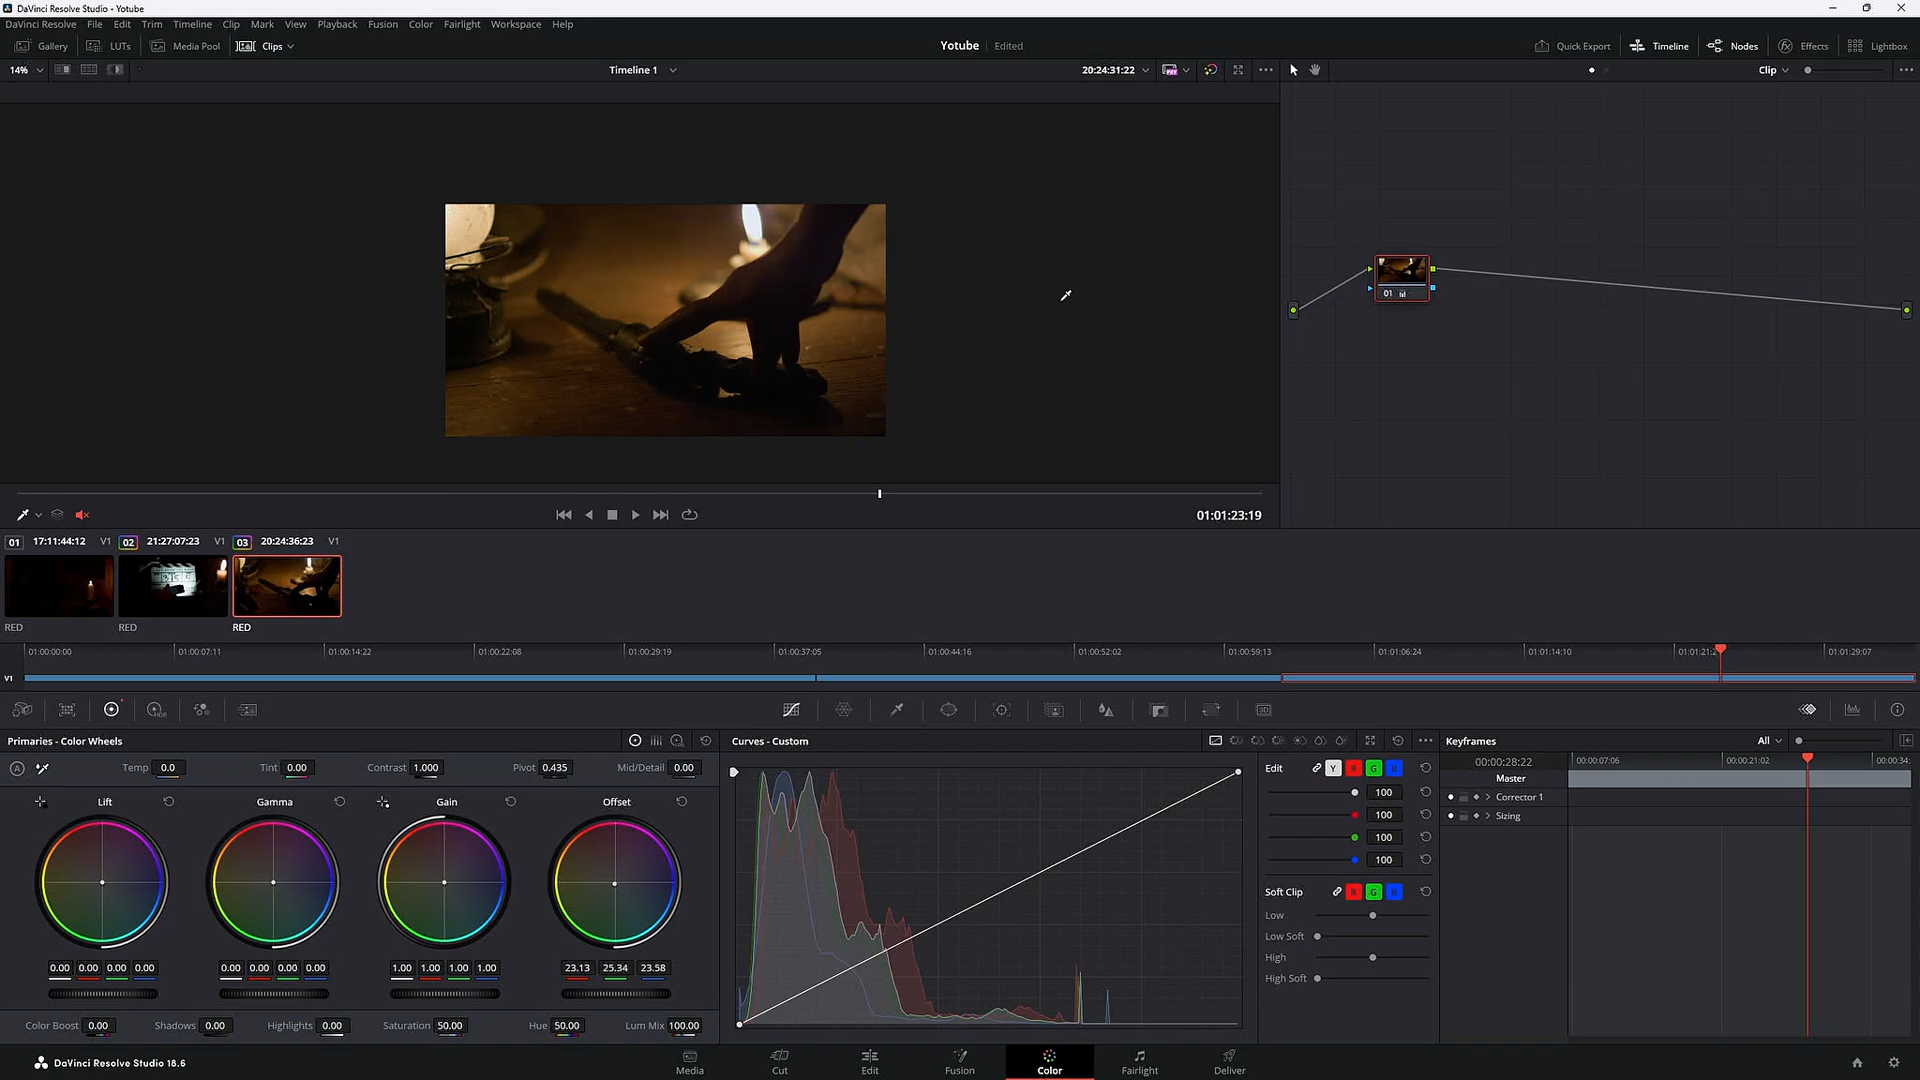 DaVinci Resolve Studio - Yotube
DaVinci Resolve File Edit Trim Timeline Clip Mark View Playback Fusion Color Fairlight Workspace Help
Gallery LUTs Media Pool Clips Yotube Edited Quick Export Timeline Nodes Effects Lightbox
14% Timeline 1 20:24:31:22 Clip
01
01:01:23:19
01 17:11:44:12 V1 02 21:27:07:23 V1 03 20:24:36:23 V1
RED RED RED
01:00:00:00 01:00:07:11 01:00:14:22 01:00:22:08 01:00:29:19 01:00:37:05 01:00:44:16 01:00:52:02 01:00:59:13 01:01:06:24 01:01:14:10 01:01:21:2 01:01:29:07
V1
HDR 3D
Primaries - Color Wheels Curves - Custom Keyframes All
A Temp 0.0 Tint 0.00 Contrast 1.000 Pivot 0.435 Mid/Detail 0.00 Edit Y R G B 00:00:28:22 00:00:07:06 00:00:21:02 00:00:34:
Master
Lift Gamma Gain Offset 100 Corrector 1
100 Sizing
100
100
Soft Clip R G B
Low
Low Soft
High
0.00 0.00 0.00 0.00 0.00 0.00 0.00 0.00 1.00 1.00 1.00 1.00 23.13 25.34 23.58
High Soft
Color Boost 0.00 Shadows 0.00 Highlights 0.00 Saturation 50.00 Hue 50.00 Lum Mix 100.00
DaVinci Resolve Studio 18.6 Media Cut Edit Fusion Color Fairlight Deliver